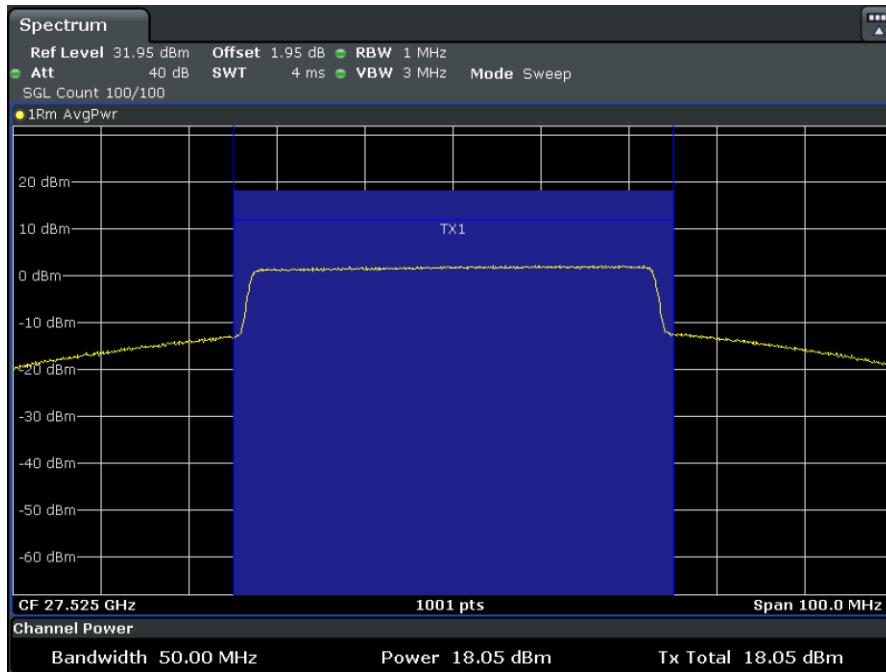 Spectrum
Ref Level 31.95 dBm Offset 1.95 dB RBW 1 MHz
Att 40 dB SWT 4 ms VBW 3 MHz Mode Sweep
SGL Count 100/100
1Rm AvgPwr
20 dBm
10 dBm
TX1
0 dBm
-10 dBm
-20 dBm
-30 dBm
-40 dBm
-50 dBm
-60 dBm
CF 27.525 GHz 1001 pts Span 100.0 MHz
Channel Power
Bandwidth 50.00 MHz Power 18.05 dBm Tx Total 18.05 dBm